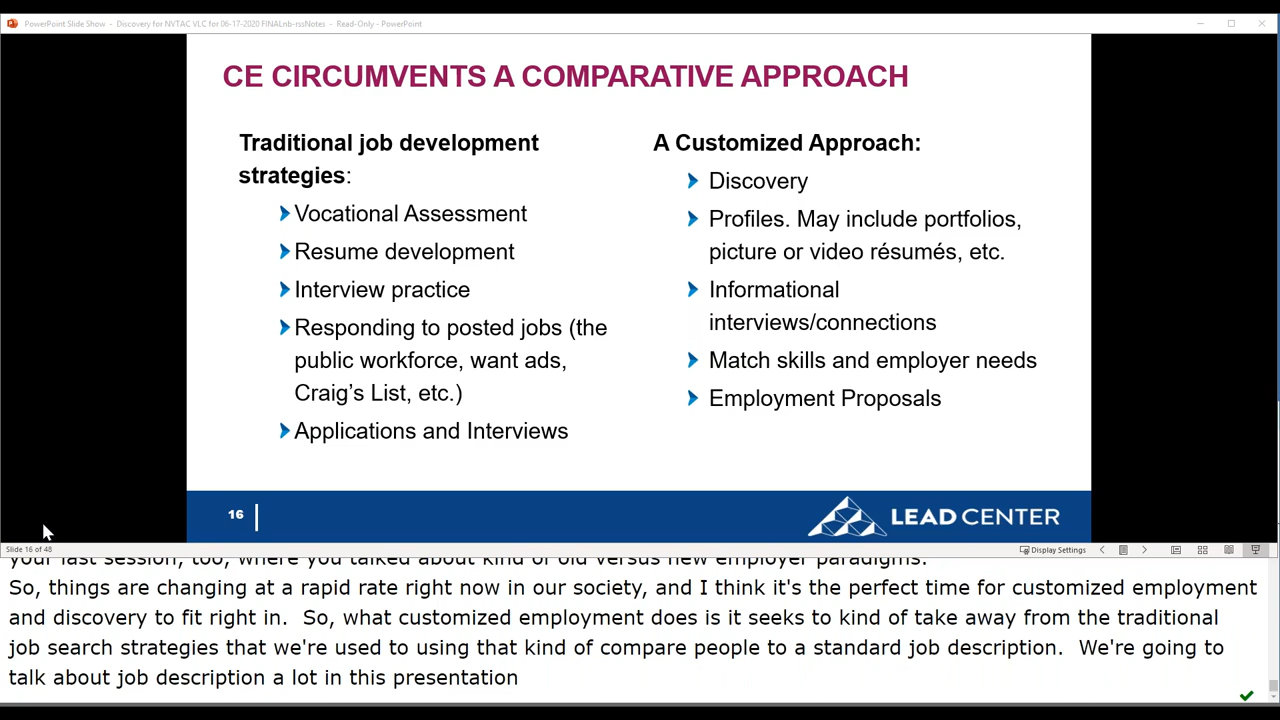 PowerPoint Slide Show - Discovery for NVTAC VLC for 06-17-2020 FINALnb-rssNotes - Read-Only - PowerPoint
CE CIRCUMVENTS A COMPARATIVE APPROACH
Traditional job development
strategies:
Vocational Assessment
Resume development
Interview practice
Responding to posted jobs (the
public workforce, want ads,
Craig's List, etc.)
Applications and Interviews
A Customized Approach:
Discovery
Profiles. May include portfolios,
picture or video résumés, etc.
Informational
interviews/connections
Match skills and employer needs
Employment Proposals
16
LEAD CENTER
Slide 16 of 48
Display Settings
your last session, too, where you talked about kind of old versus new employer paradigms.
So, things are changing at a rapid rate right now in our society, and I think it's the perfect time for customized employment
and discovery to fit right in.  So, what customized employment does is it seeks to kind of take away from the traditional
job search strategies that we're used to using that kind of compare people to a standard job description.  We're going to
talk about job description a lot in this presentation